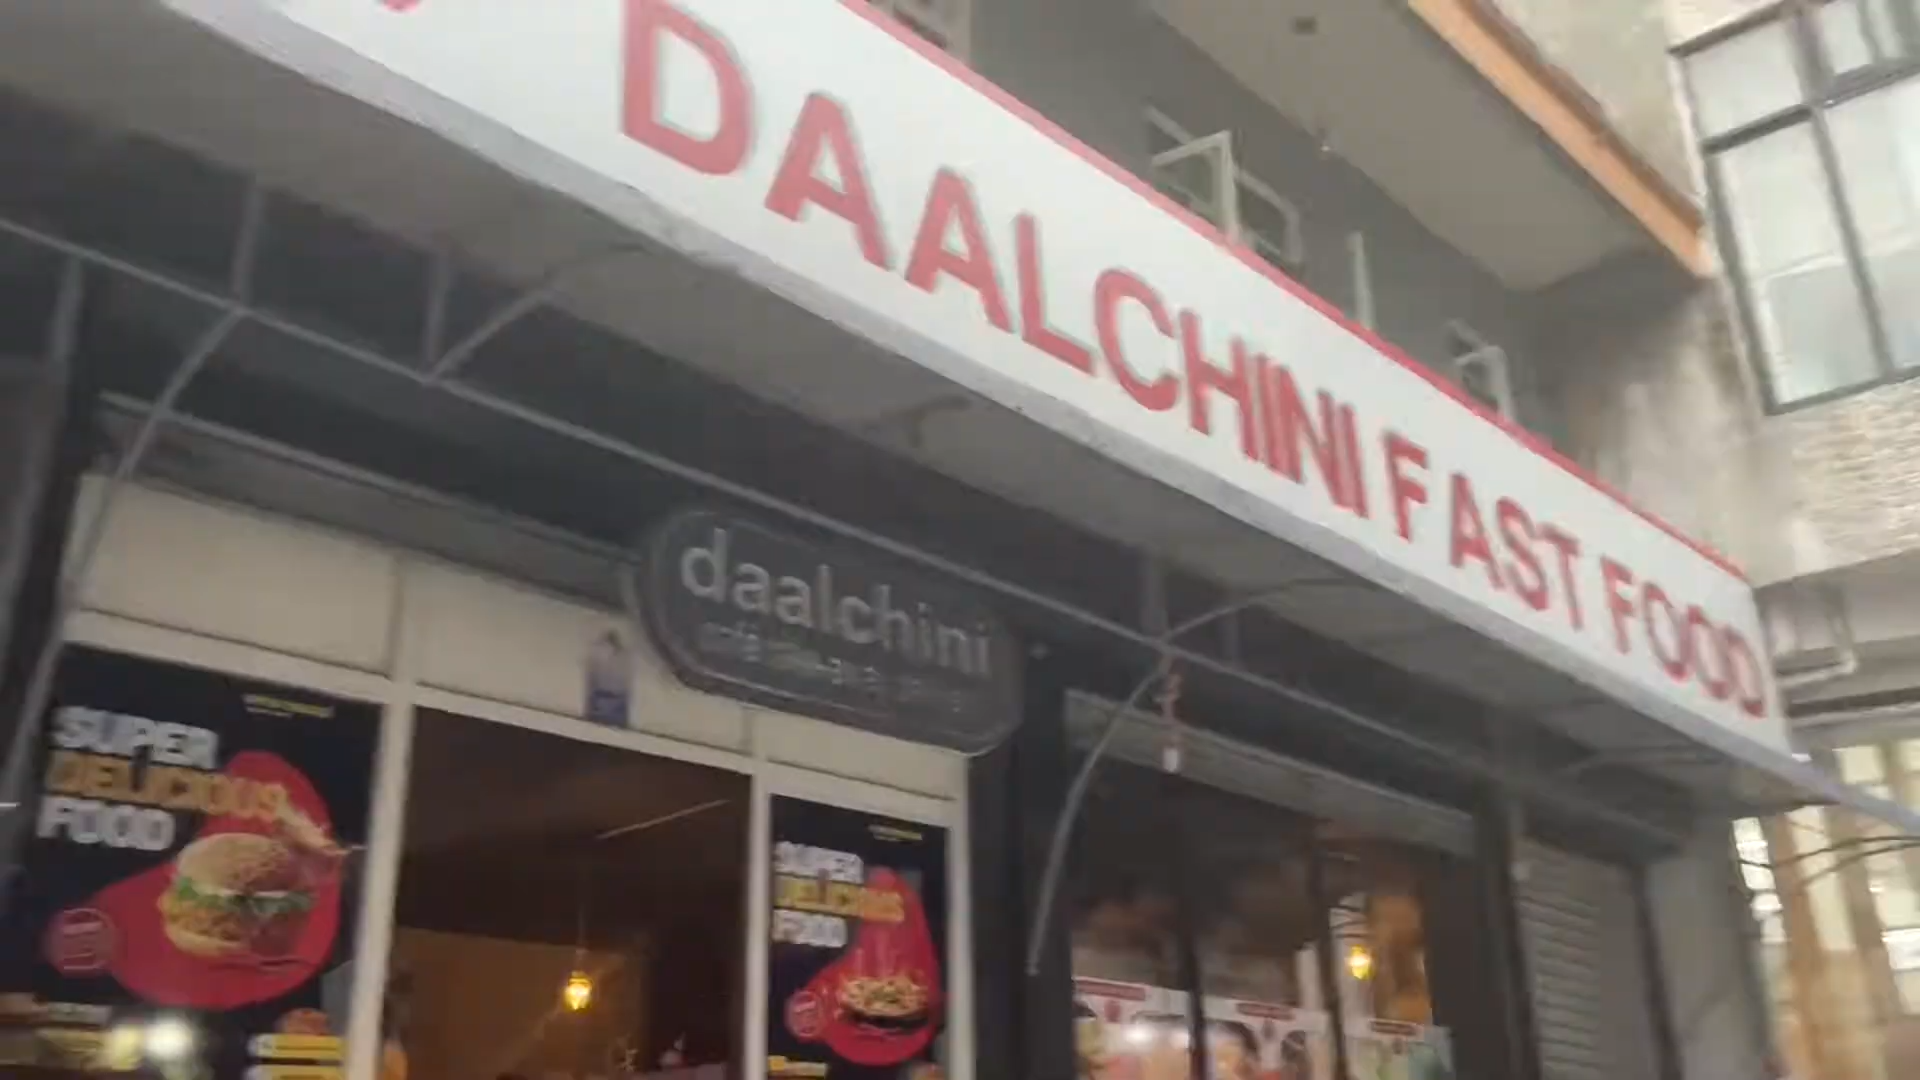 DAALCHINI FAST FOOD
daalchini
SUPER
DELICIOUS
FOOD
SUPER
DELICIOUS
FOOD